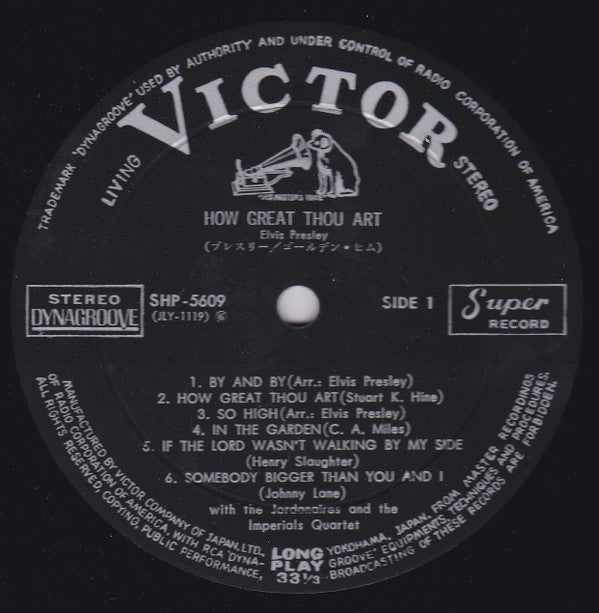 TRADEMARK "DYNAGROOVE" USED BY AUTHORITY AND UNDER CONTROL OF RADIO CORPORATION OF AMERICA
LIVING
VICTOR
STEREO
"HIS MASTER'S VOICE"
HOW GREAT THOU ART
Elvis Presley
(プレスリー/ゴールデン・ヒム)
STEREO
DYNAGROOVE
SHP-5609
(JLY-1119)
SIDE 1
Super
RECORD
1. BY AND BY(Arr.: Elvis Presley)
2. HOW GREAT THOU ART(Stuart K. Hine)
3. SO HIGH(Arr.: Elvis Presley)
4. IN THE GARDEN(C. A. Miles)
5. IF THE LORD WASN'T WALKING BY MY SIDE
(Henry Slaughter)
6. SOMEBODY BIGGER THAN YOU AND I
(Johnny Lane)
with the Jordanaires and the
Imperials Quartet
LONG
PLAY
33 1/3
MANUFACTURED BY VICTOR COMPANY OF JAPAN, LTD., YOKOHAMA, JAPAN, FROM MASTER RECORDINGS
OF RADIO CORPORATION OF AMERICA, WITH RCA "DYNAGROOVE" EQUIPMENTS, TECHNIQUES AND PROCEDURES.
ALL RIGHTS RESERVED, COPYING, PUBLIC PERFORMANCE, BROADCASTING OF THESE RECORDS ARE FORBIDDEN.